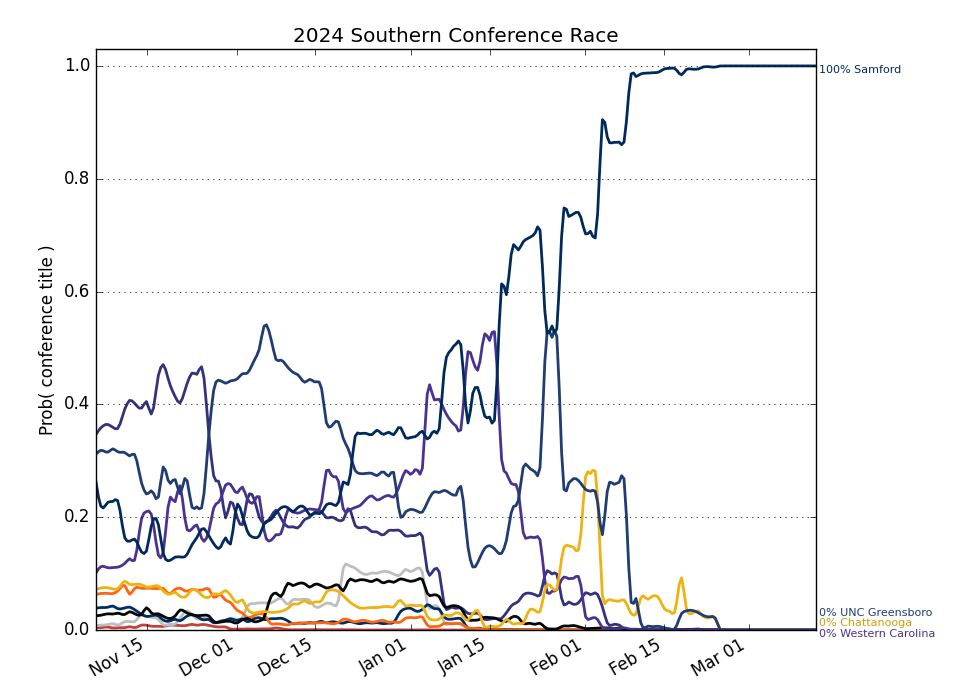 2024 Southern Conference Race
Prob( conference title )
1.0
0.8
0.6
0.4
0.2
0.0
Nov 15
Dec 01
Dec 15
Jan 01
Jan 15
Feb 01
Feb 15
Mar 01
100% Samford
0% UNC Greensboro
0% Chattanooga
0% Western Carolina